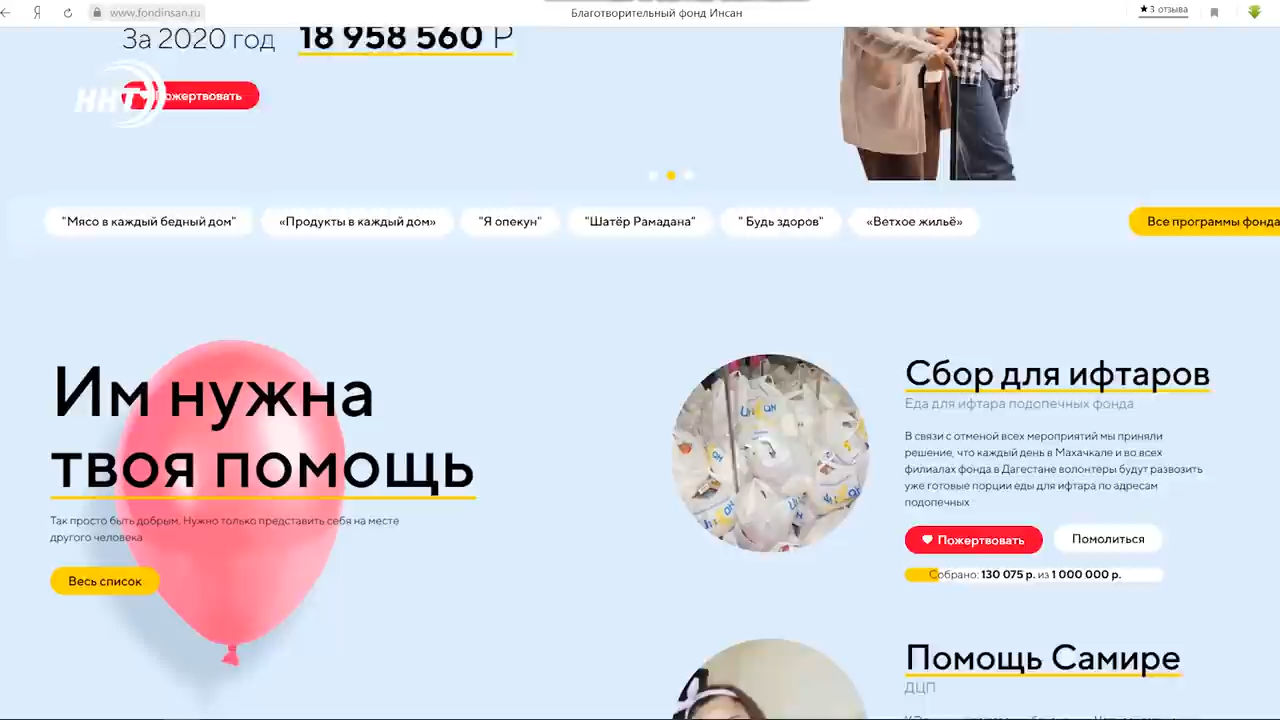 www.fondinsan.ru
Благотворительный фонд Инсан
★ 3 отзыва
За 2020 год 18 958 560 Р
ННТ
Пожертвовать
"Мясо в каждый бедный дом"
«Продукты в каждый дом»
"Я опекун"
"Шатёр Рамадана"
" Будь здоров"
«Ветхое жильё»
Все программы фонда
Им нужна
твоя помощь
Так просто быть добрым. Нужно только представить себя на месте
другого человека
Весь список
Сбор для ифтаров
Еда для ифтара подопечных фонда
В связи с отменой всех мероприятий мы приняли
решение, что каждый день в Махачкале и во всех
филиалах фонда в Дагестане волонтеры будут развозить
уже готовые порции еды для ифтара по адресам
подопечных
Пожертвовать
Помолиться
Собрано: 130 075 р. из 1 000 000 р.
Помощь Самире
ДЦП